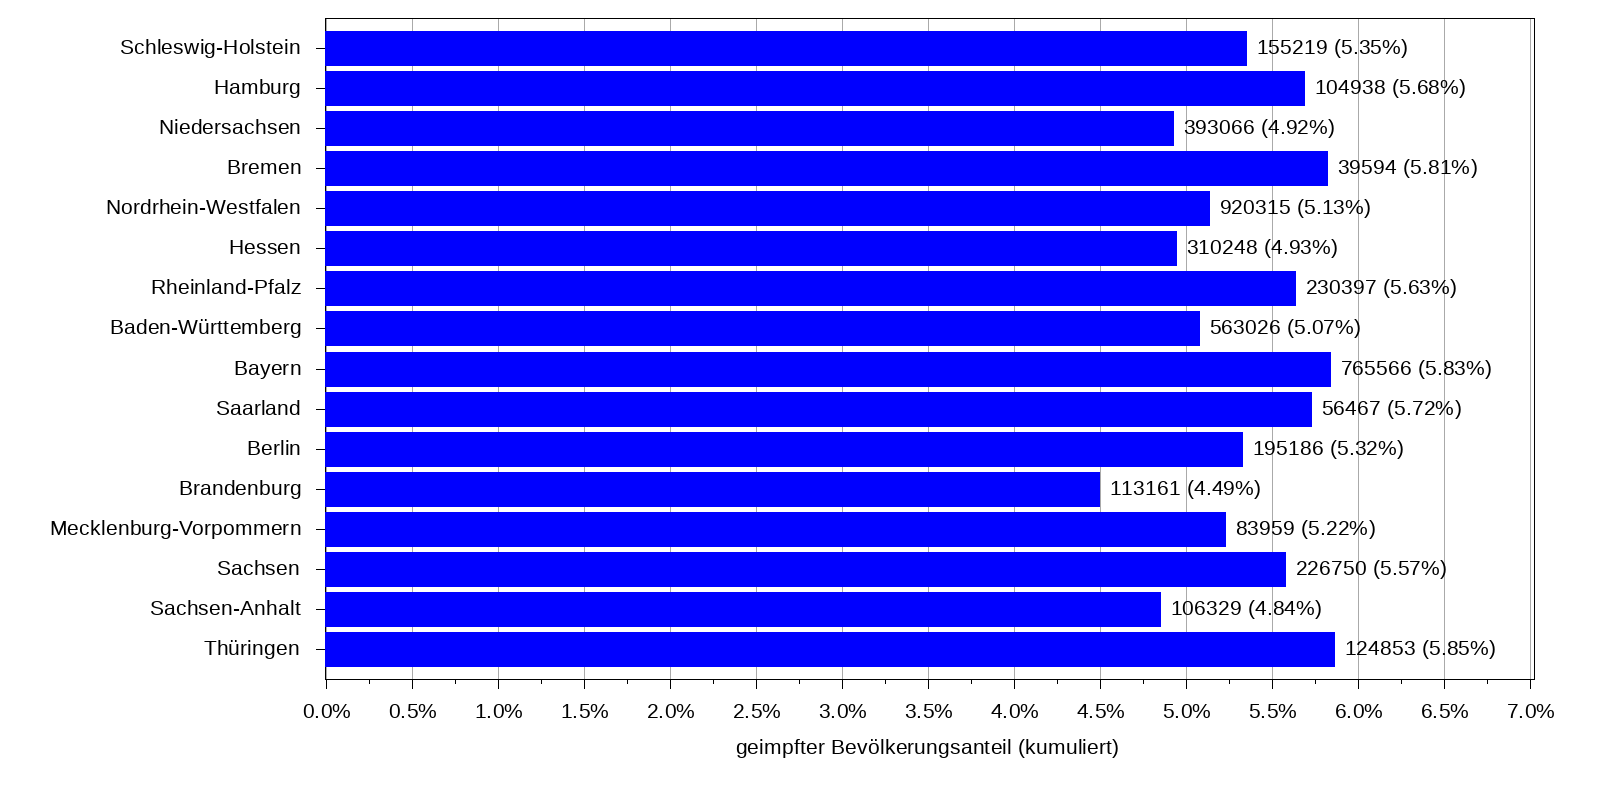 Schleswig-Holstein 155219 (5.35%)
Hamburg 104938 (5.68%)
Niedersachsen 393066 (4.92%)
Bremen 39594 (5.81%)
Nordrhein-Westfalen 920315 (5.13%)
Hessen 310248 (4.93%)
Rheinland-Pfalz 230397 (5.63%)
Baden-Württemberg 563026 (5.07%)
Bayern 765566 (5.83%)
Saarland 56467 (5.72%)
Berlin 195186 (5.32%)
Brandenburg 113161 (4.49%)
Mecklenburg-Vorpommern 83959 (5.22%)
Sachsen 226750 (5.57%)
Sachsen-Anhalt 106329 (4.84%)
Thüringen 124853 (5.85%)
0.0% 0.5% 1.0% 1.5% 2.0% 2.5% 3.0% 3.5% 4.0% 4.5% 5.0% 5.5% 6.0% 6.5% 7.0%
geimpfter Bevölkerungsanteil (kumuliert)